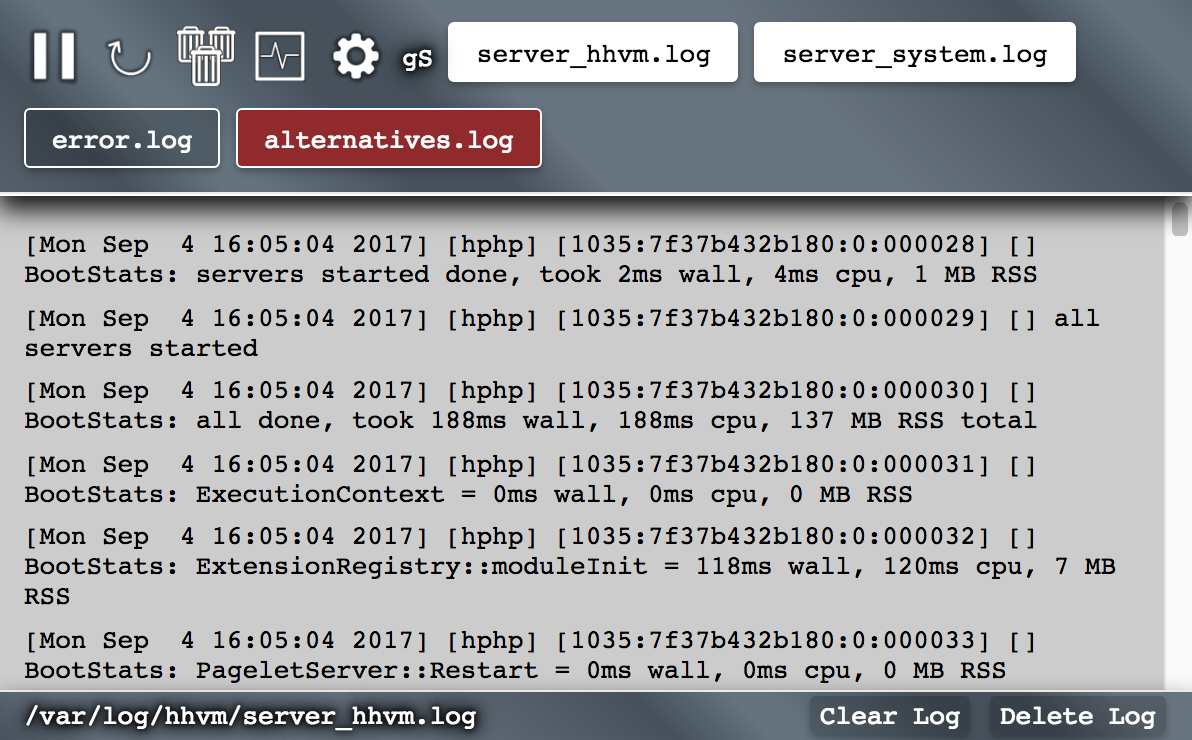 gS server_hhvm.log server_system.log
error.log alternatives.log
[Mon Sep  4 16:05:04 2017] [hphp] [1035:7f37b432b180:0:000028] []
BootStats: servers started done, took 2ms wall, 4ms cpu, 1 MB RSS
[Mon Sep  4 16:05:04 2017] [hphp] [1035:7f37b432b180:0:000029] [] all
servers started
[Mon Sep  4 16:05:04 2017] [hphp] [1035:7f37b432b180:0:000030] []
BootStats: all done, took 188ms wall, 188ms cpu, 137 MB RSS total
[Mon Sep  4 16:05:04 2017] [hphp] [1035:7f37b432b180:0:000031] []
BootStats: ExecutionContext = 0ms wall, 0ms cpu, 0 MB RSS
[Mon Sep  4 16:05:04 2017] [hphp] [1035:7f37b432b180:0:000032] []
BootStats: ExtensionRegistry::moduleInit = 118ms wall, 120ms cpu, 7 MB
RSS
[Mon Sep  4 16:05:04 2017] [hphp] [1035:7f37b432b180:0:000033] []
BootStats: PageletServer::Restart = 0ms wall, 0ms cpu, 0 MB RSS
/var/log/hhvm/server_hhvm.log Clear Log Delete Log